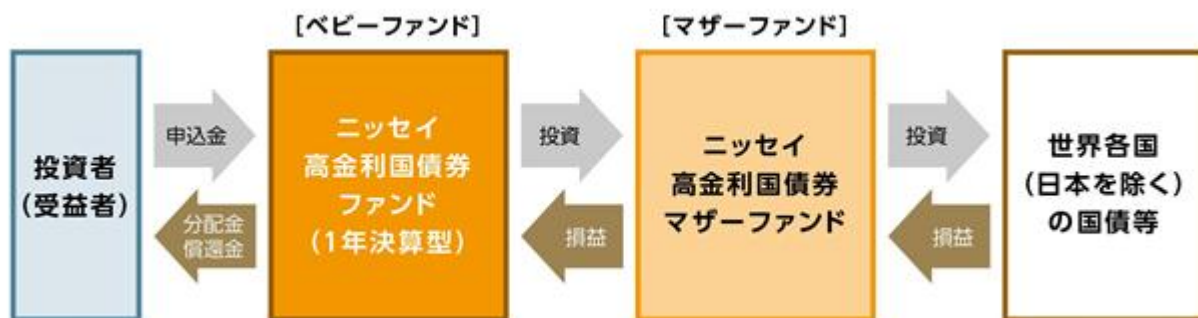 [ベビーファンド]
[マザーファンド]
投資者
(受益者)
申込金
分配金
償還金
ニッセイ
高金利国債券
ファンド
(1年決算型)
投資
損益
ニッセイ
高金利国債券
マザーファンド
投資
損益
世界各国
(日本を除く)
の国債等